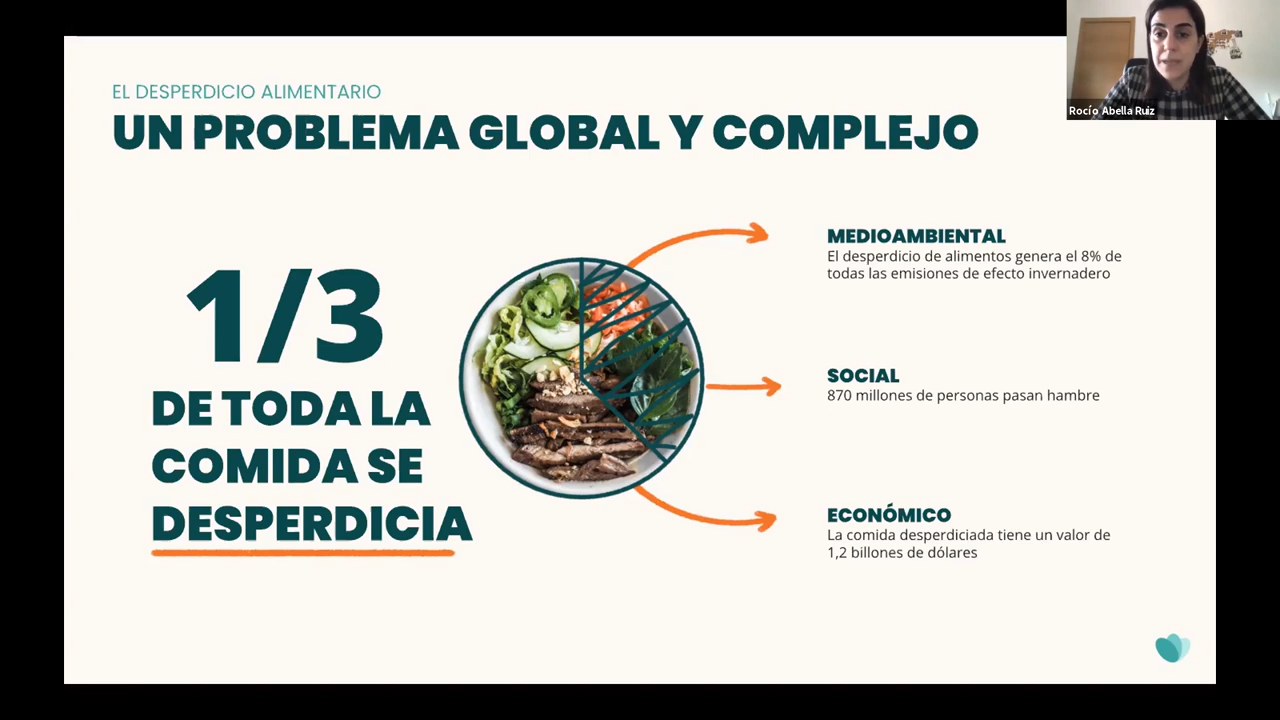 EL DESPERDICIO ALIMENTARIO
UN PROBLEMA GLOBAL Y COMPLEJO
Rocío Abella Ruiz
1/3
DE TODA LA
COMIDA SE
DESPERDICIA
MEDIOAMBIENTAL
El desperdicio de alimentos genera el 8% de
todas las emisiones de efecto invernadero
SOCIAL
870 millones de personas pasan hambre
ECONÓMICO
La comida desperdiciada tiene un valor de
1,2 billones de dólares